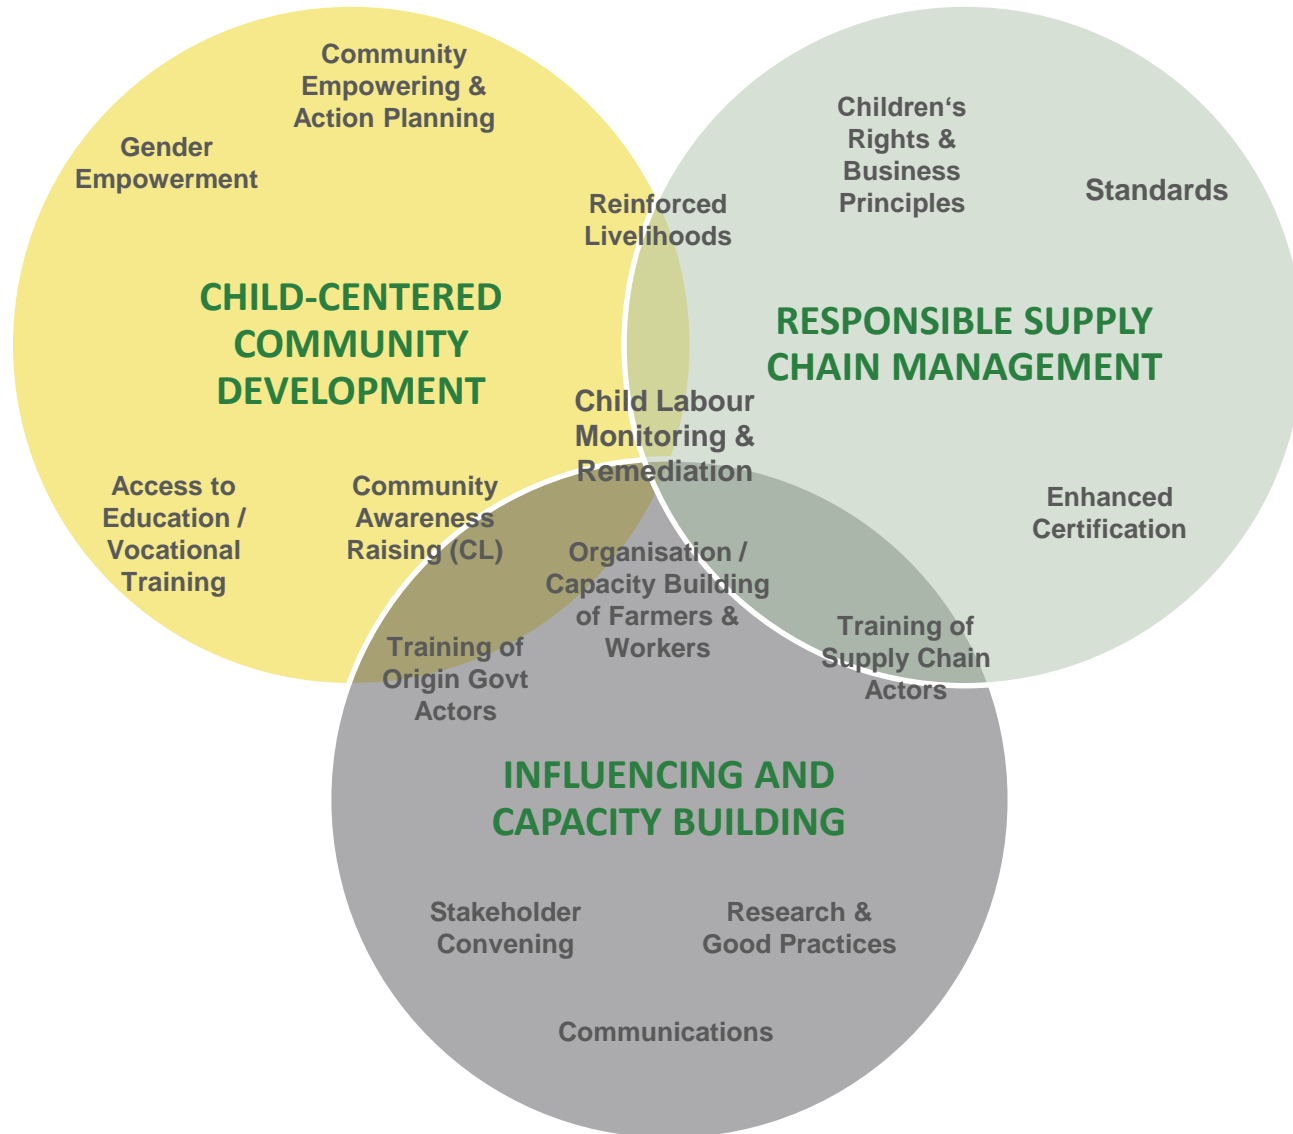 Community
Empowering &
Action Planning
Gender
Empowerment
Reinforced
Livelihoods
Children‘s
Rights &
Business
Principles
Standards
CHILD-CENTERED
COMMUNITY
DEVELOPMENT
RESPONSIBLE SUPPLY
CHAIN MANAGEMENT
Child Labour
Monitoring &
Remediation
Access to
Education /
Vocational
Training
Community
Awareness
Raising (CL)
Enhanced
Certification
Organisation /
Capacity Building
of Farmers &
Workers
Training of
Origin Govt
Actors
Training of
Supply Chain
Actors
INFLUENCING AND
CAPACITY BUILDING
Stakeholder
Convening
Research &
Good Practices
Communications